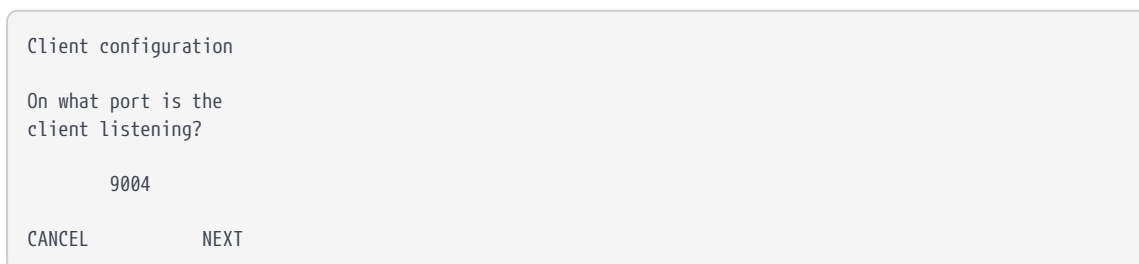 Client configuration
On what port is the
client listening?
9004
CANCEL NEXT